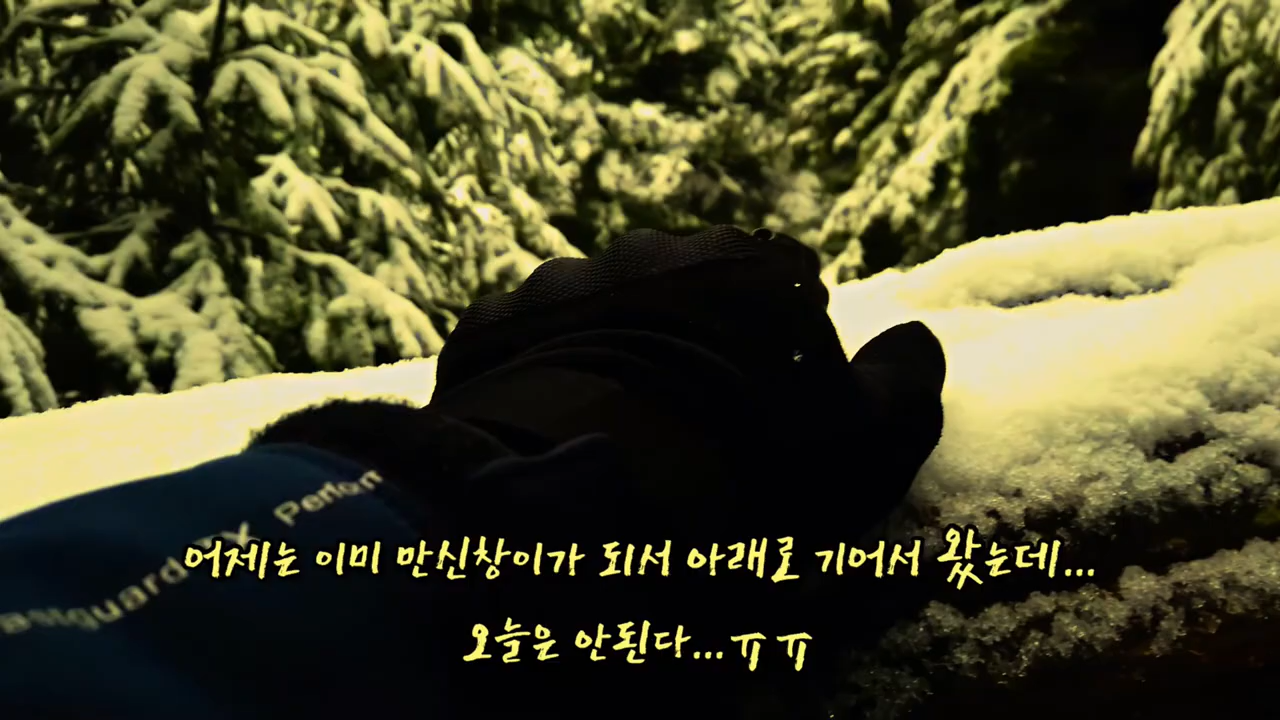 Perfor
어제는 이미 만신창이가 되서 아래로 기어서 왔는데...
오늘은 안된다...ㅠㅠ